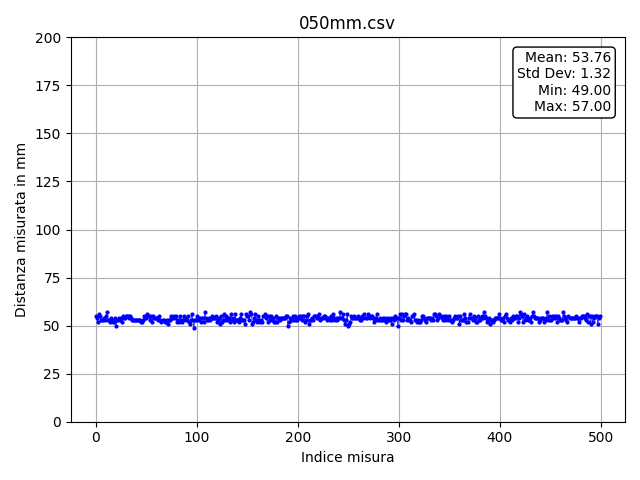 050mm.csv
Mean: 53.76
Std Dev: 1.32
Min: 49.00
Max: 57.00
Distanza misurata in mm
200
175
150
125
100
75
50
25
0
0 100 200 300 400 500
Indice misura